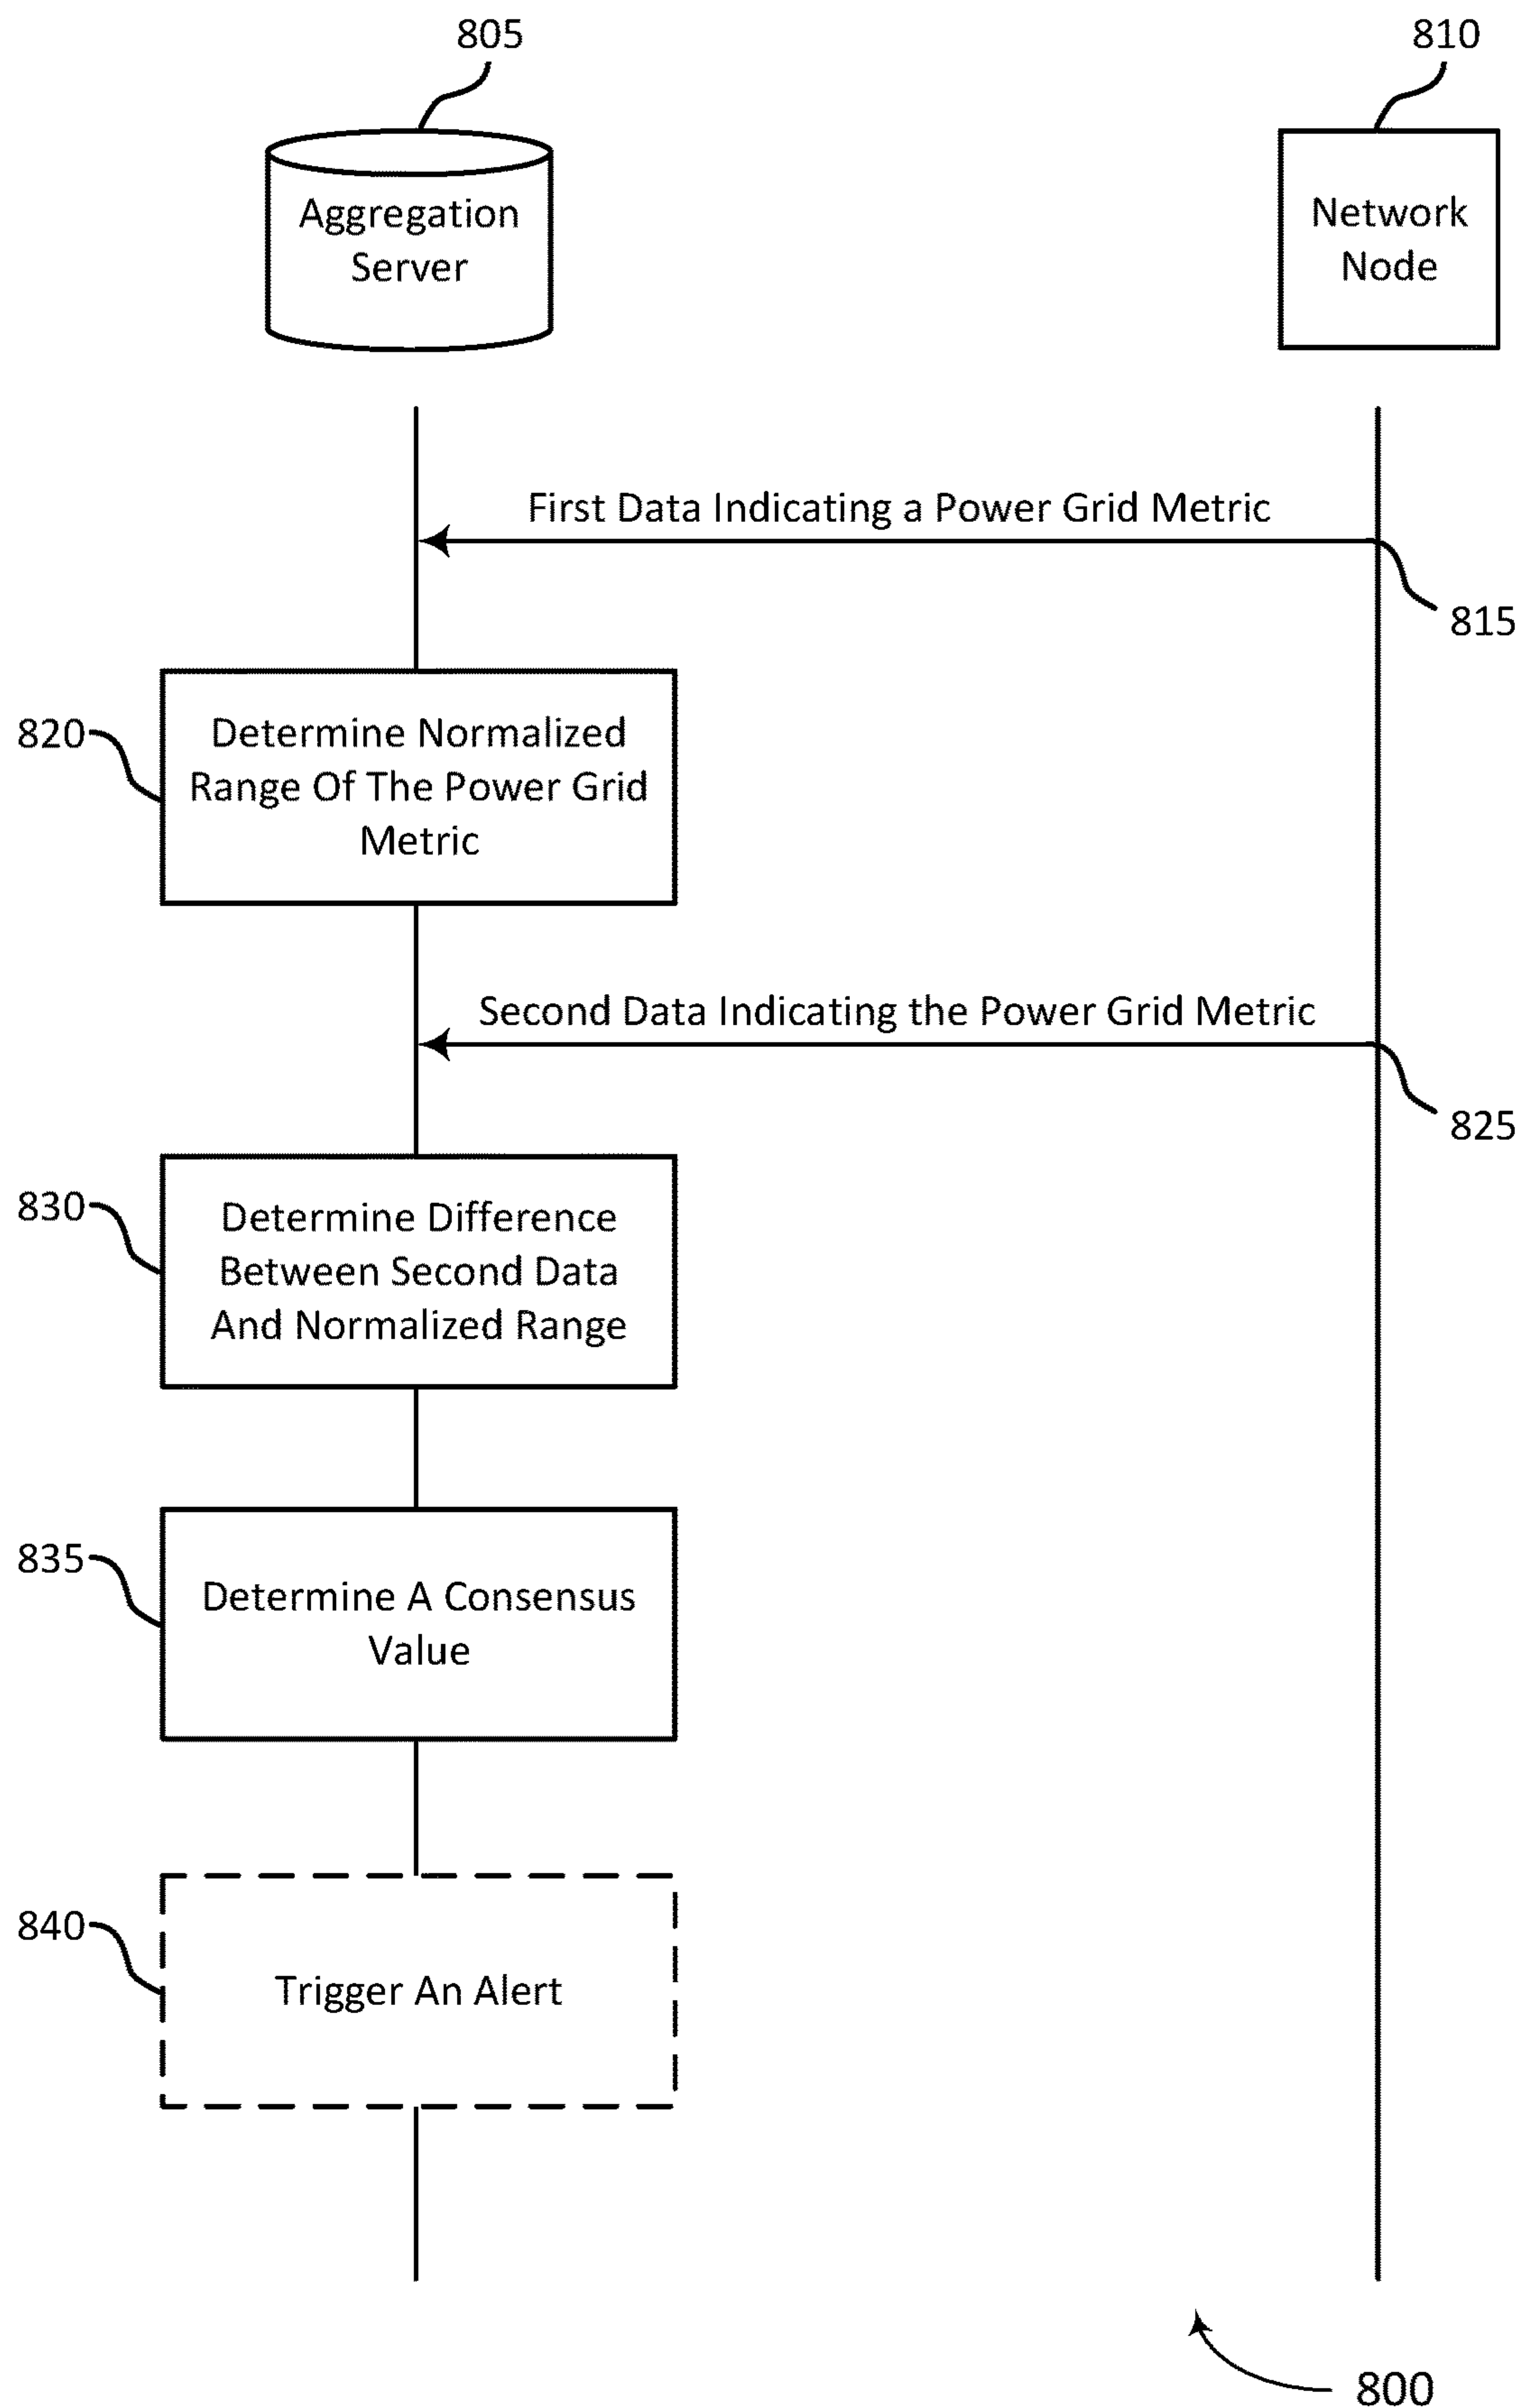 805
810
Aggregation
Server
Network
Node
First Data Indicating a Power Grid Metric
815
820
Determine Normalized
Range Of The Power Grid
Metric
Second Data Indicating the Power Grid Metric
825
830
Determine Difference
Between Second Data
And Normalized Range
835
Determine A Consensus
Value
840
Trigger An Alert
800